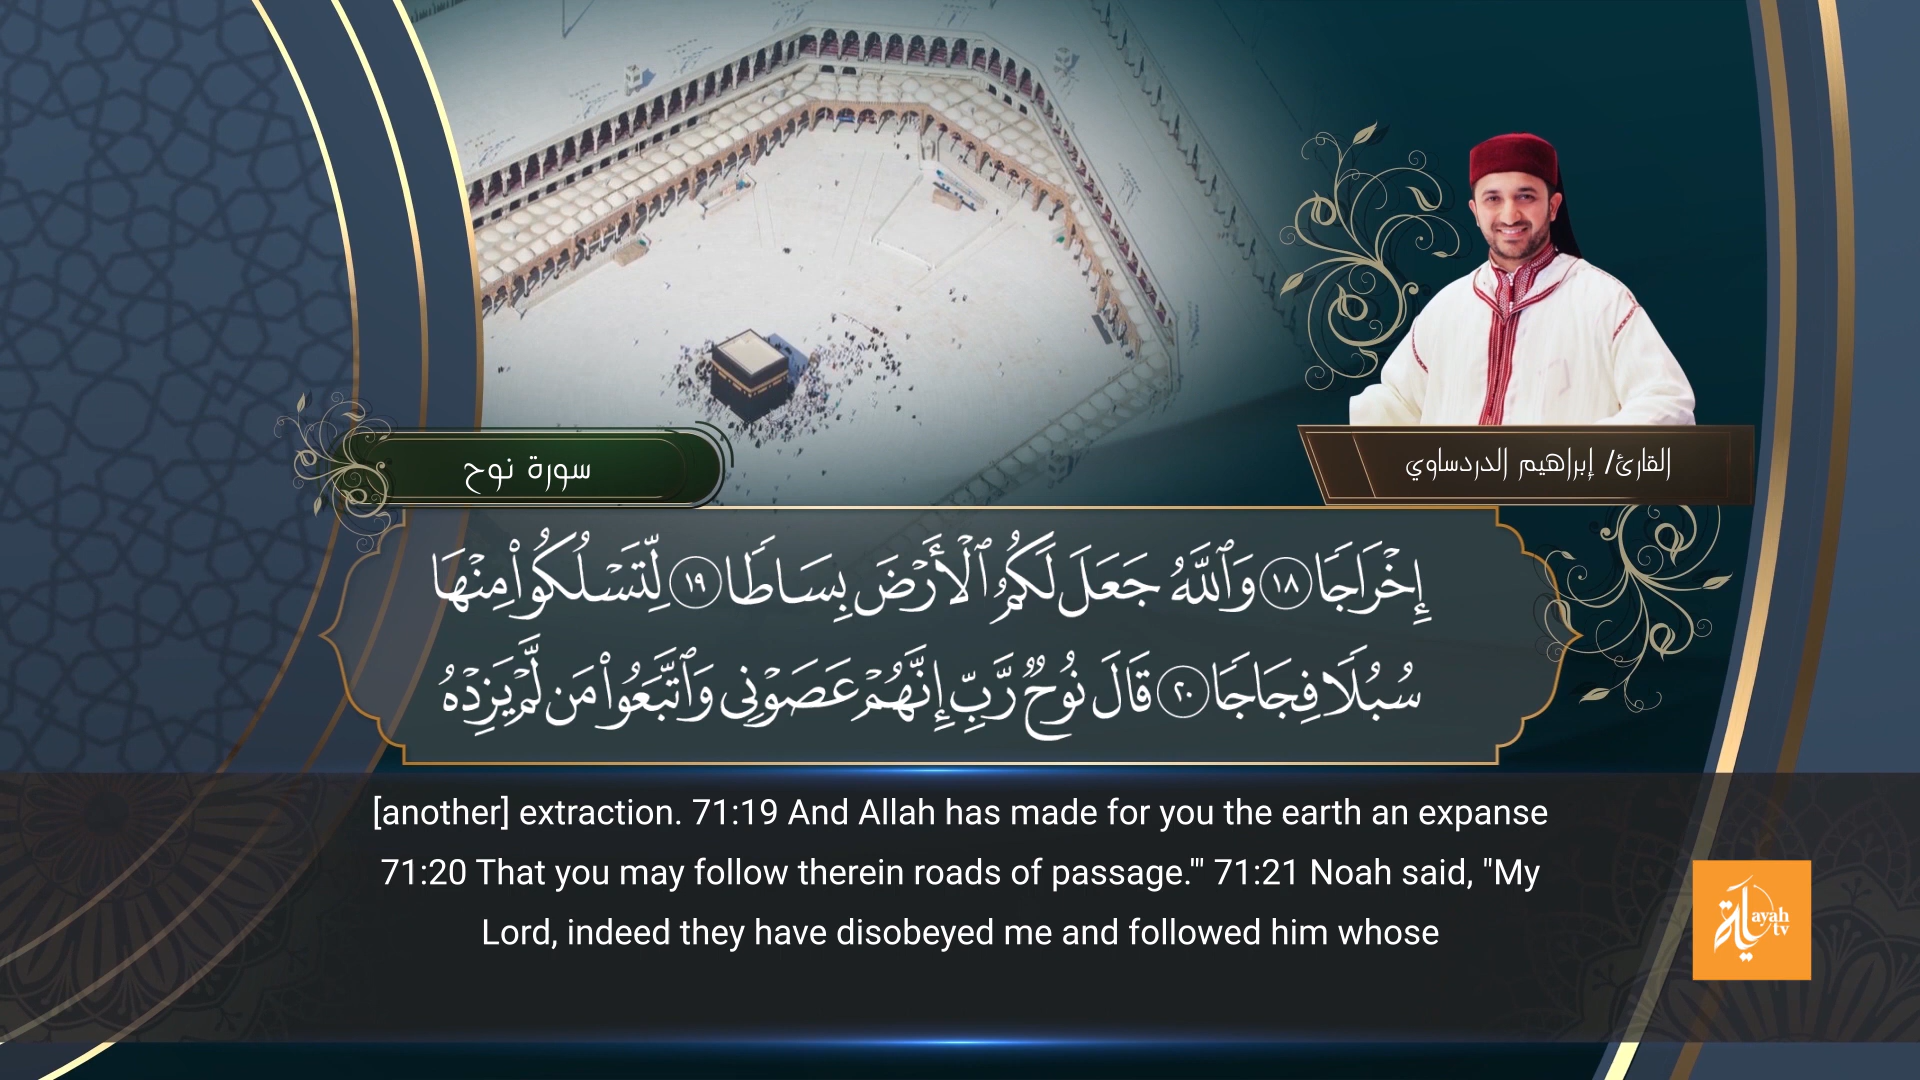 القارئ/ إبراهيم الدردساوي
سورة نوح
إِخْرَاجًا ١٨ وَٱللَّهُ جَعَلَ لَكُمُ ٱلْأَرْضَ بِسَاطًا ١٩ لِّتَسْلُكُوا۟ مِنْهَا
سُبُلًا فِجَاجًا ٢٠ قَالَ نُوحٌ رَّبِّ إِنَّهُمْ عَصَوْنِى وَٱتَّبَعُوا۟ مَن لَّمْ يَزِدْهُ
[another] extraction. 71:19 And Allah has made for you the earth an expanse
71:20 That you may follow therein roads of passage.'" 71:21 Noah said, "My
Lord, indeed they have disobeyed me and followed him whose
آية
ayah
tv